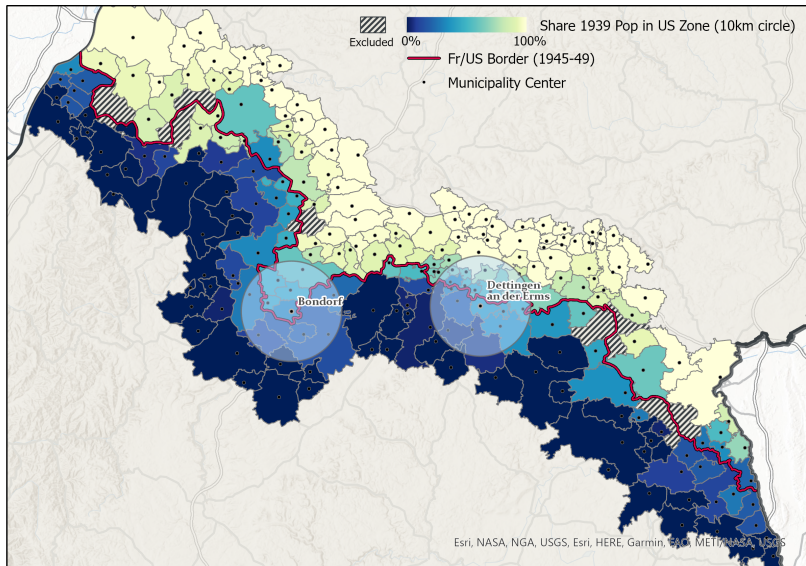 Share 1939 Pop in US Zone (10km circle)
Excluded
0%
100%
Fr/US Border (1945-49)
Municipality Center
Dettingen
an der Erms
Bondorf
Esri, NASA, NGA, USGS, Esri, HERE, Garmin, FAO, METI/NASA, USGS